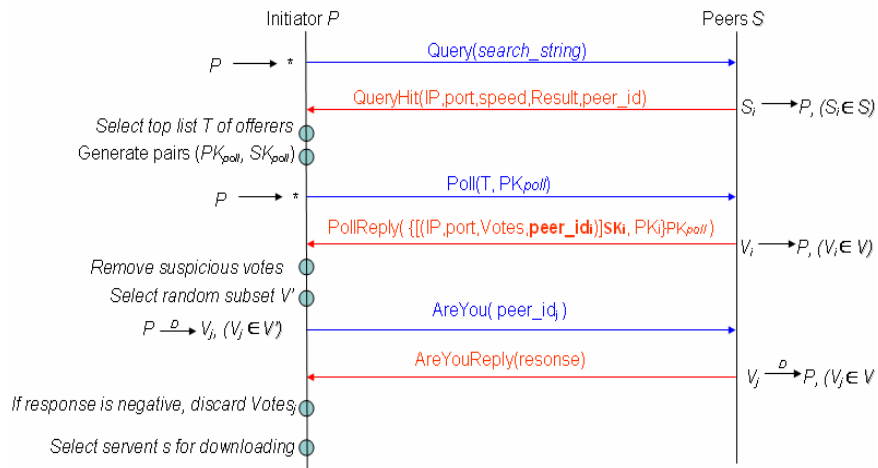 Initiator P Peers S
Query(search_string)
P → *
QueryHit(IP,port,speed,Result,peer_id)
Sᵢ → P, (Sᵢ ∈ S)
Select top list T of offerers
Generate pairs (PKpoll, SKpoll)
Poll(T, PKpoll)
P → *
PollReply( {[(IP,port,Votes,peer_idᵢ)]SKᵢ, PKᵢ}PKpoll)
Vᵢ → P, (Vᵢ ∈ V)
Remove suspicious votes
Select random subset V'
AreYou( peer_idⱼ )
P D→ Vⱼ, (Vⱼ ∈ V')
AreYouReply(resonse)
Vⱼ D→ P, (Vⱼ ∈ V
If response is negative, discard Votesⱼ
Select servent s for downloading